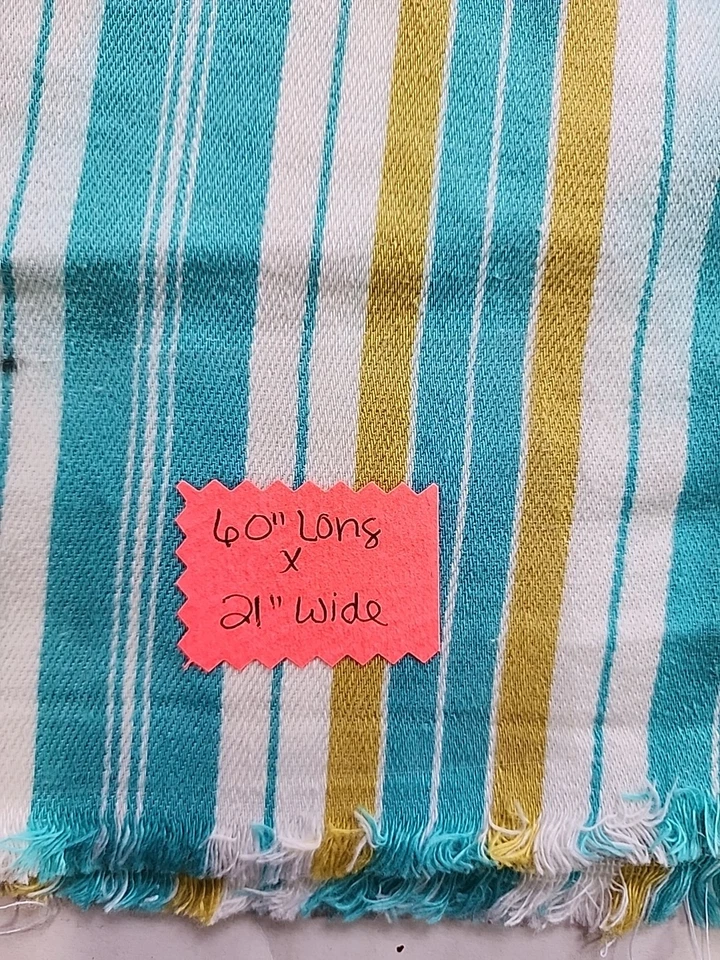 60" Long
x
21" Wide